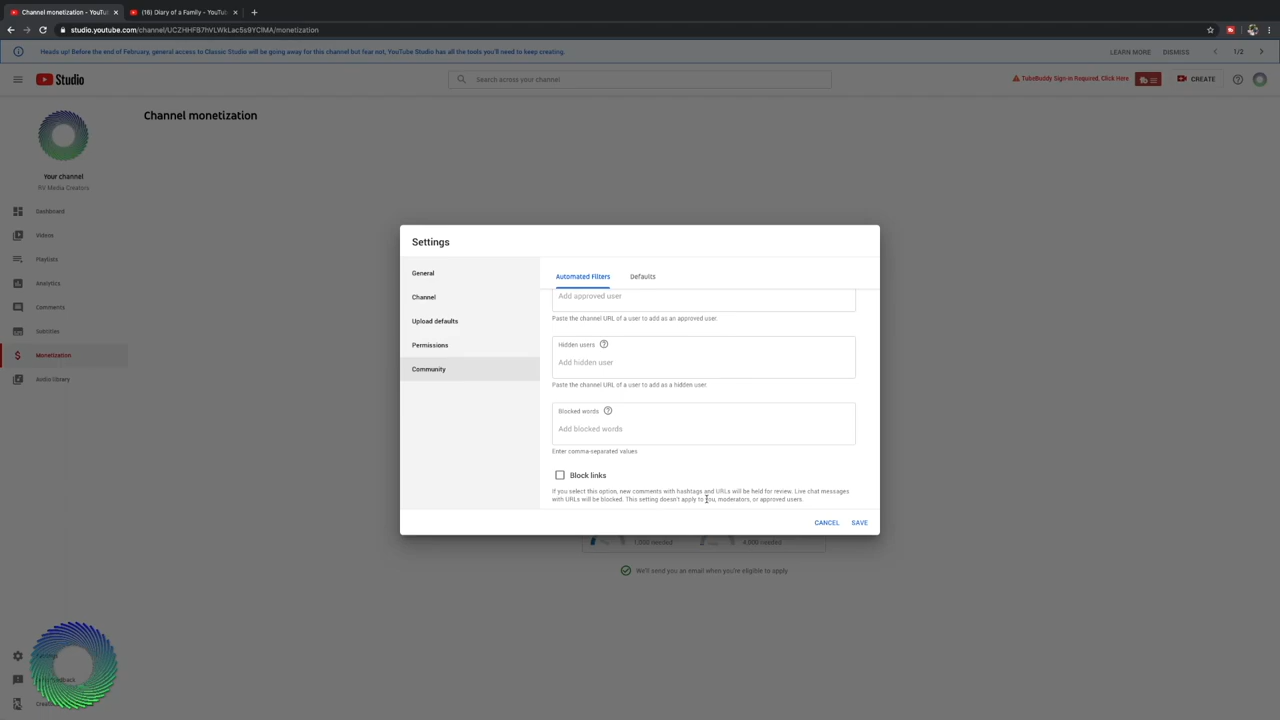 Channel monetization - YouTu
(16) Diary of a Family - YouTu
studio.youtube.com/channel/UCZHHFB7hVLWkLac5s9YCIMA/monetization
Heads up! Before the end of February, general access to Classic Studio will be going away for this channel but fear not, YouTube Studio has all the tools you'll need to keep creating.
LEARN MORE
DISMISS
1/2
Studio
Search across your channel
TubeBuddy Sign-in Required, Click Here
CREATE
Channel monetization
Your channel
RV Media Creators
Dashboard
Videos
Playlists
Analytics
Comments
Subtitles
Monetization
Audio library
Settings
General
Channel
Upload defaults
Permissions
Community
Automated Filters
Defaults
Add approved user
Paste the channel URL of a user to add as an approved user.
Hidden users
Add hidden user
Paste the channel URL of a user to add as a hidden user.
Blocked words
Add blocked words
Enter comma-separated values
Block links
If you select this option, new comments with hashtags and URLs will be held for review. Live chat messages
with URLs will be blocked. This setting doesn't apply to you, moderators, or approved users.
CANCEL
SAVE
1,000 needed
4,000 needed
We'll send you an email when you're eligible to apply